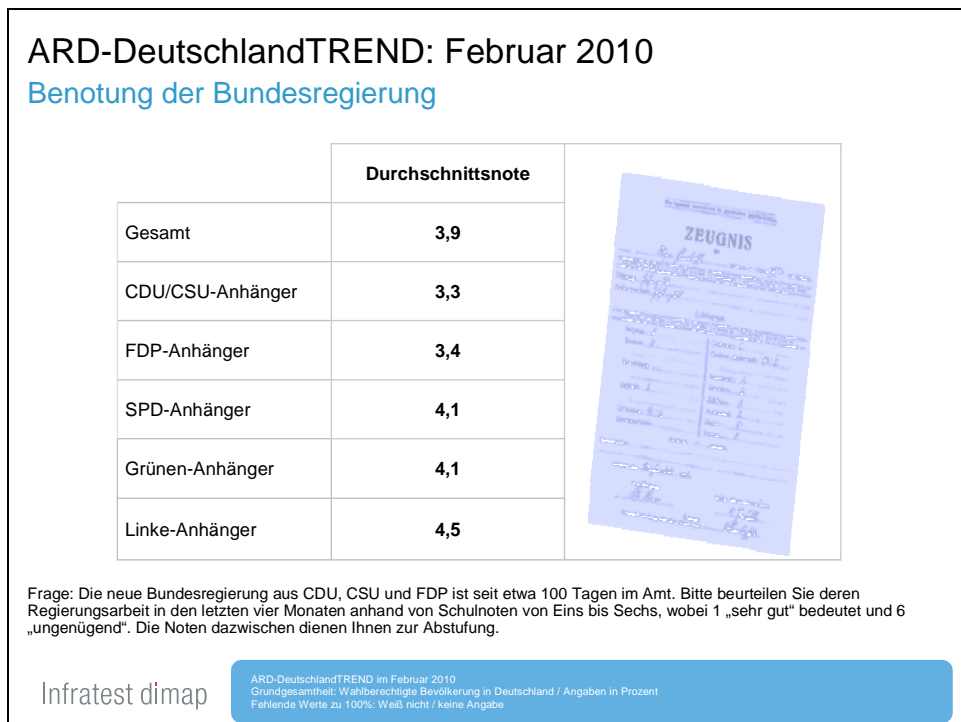 ARD-DeutschlandTREND: Februar 2010
Benotung der Bundesregierung
Durchschnittsnote
Gesamt 3,9
CDU/CSU-Anhänger 3,3
FDP-Anhänger 3,4
SPD-Anhänger 4,1
Grünen-Anhänger 4,1
Linke-Anhänger 4,5
ZEUGNIS
Frage: Die neue Bundesregierung aus CDU, CSU und FDP ist seit etwa 100 Tagen im Amt. Bitte beurteilen Sie deren
Regierungsarbeit in den letzten vier Monaten anhand von Schulnoten von Eins bis Sechs, wobei 1 „sehr gut“ bedeutet und 6
„ungenügend“. Die Noten dazwischen dienen Ihnen zur Abstufung.
Infratest dimap
ARD-DeutschlandTREND im Februar 2010
Grundgesamtheit: Wahlberechtigte Bevölkerung in Deutschland / Angaben in Prozent
Fehlende Werte zu 100%: Weiß nicht / keine Angabe